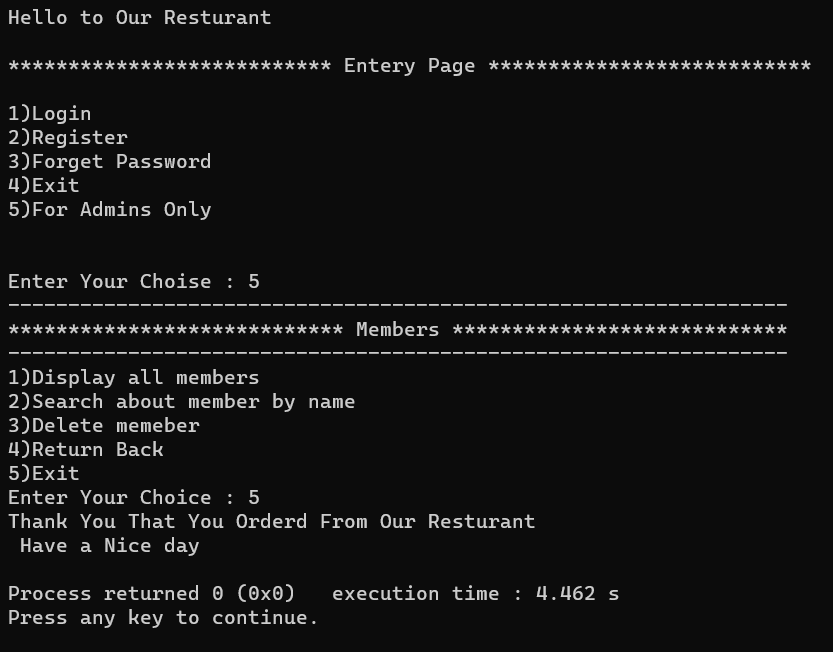 Hello to Our Resturant
*************************** Entery Page ***************************
1)Login
2)Register
3)Forget Password
4)Exit
5)For Admins Only
Enter Your Choise : 5
-----------------------------------------------------------------
**************************** Members ****************************
-----------------------------------------------------------------
1)Display all members
2)Search about member by name
3)Delete memeber
4)Return Back
5)Exit
Enter Your Choice : 5
Thank You That You Orderd From Our Resturant
 Have a Nice day
Process returned 0 (0x0)   execution time : 4.462 s
Press any key to continue.